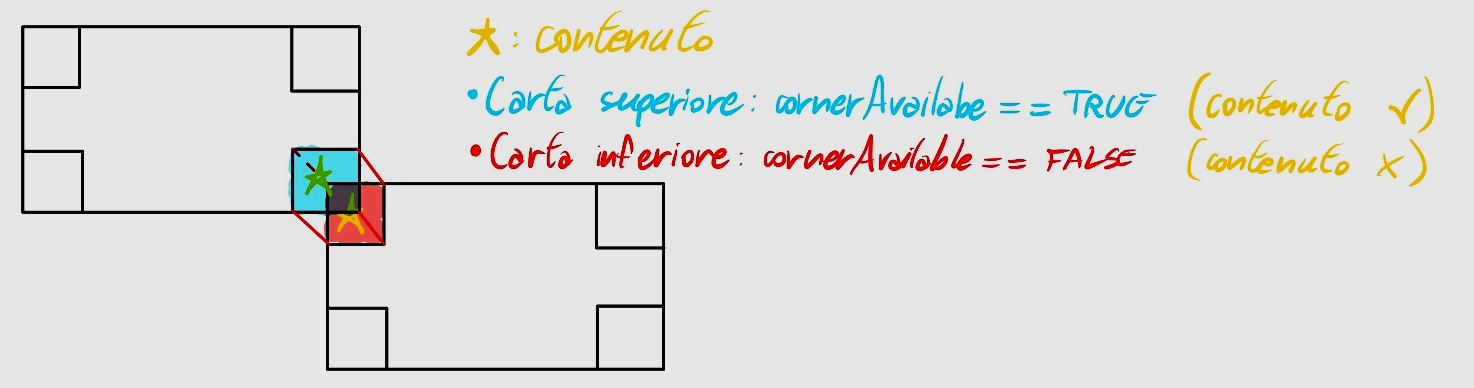 ★: contenuto
•Carta superiore: cornerAvailabe == TRUE (contenuto ✓)
•Carta inferiore: cornerAvailable == FALSE (contenuto ×)